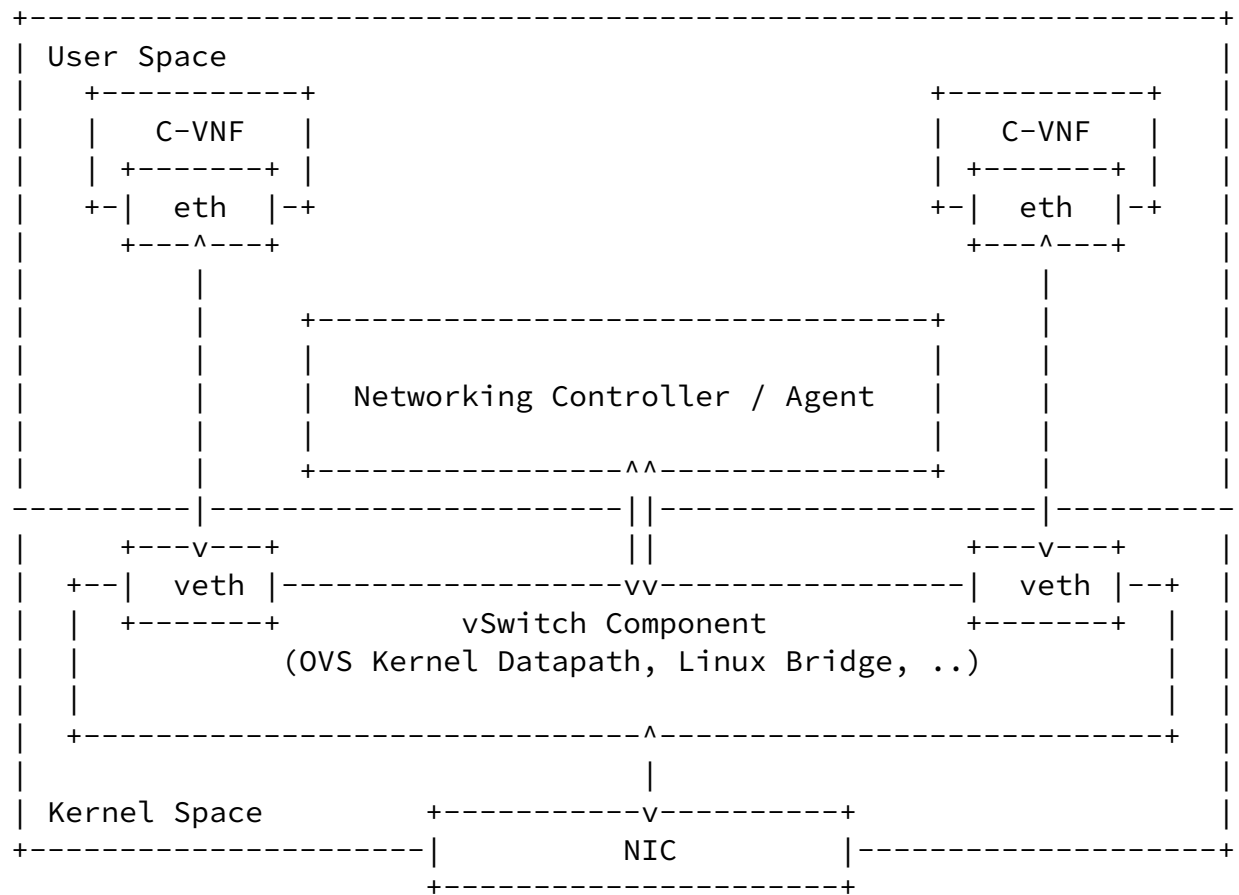 User Space
C-VNF C-VNF
eth eth
Networking Controller / Agent
veth veth
vSwitch Component
(OVS Kernel Datapath, Linux Bridge, ..)
Kernel Space
NIC